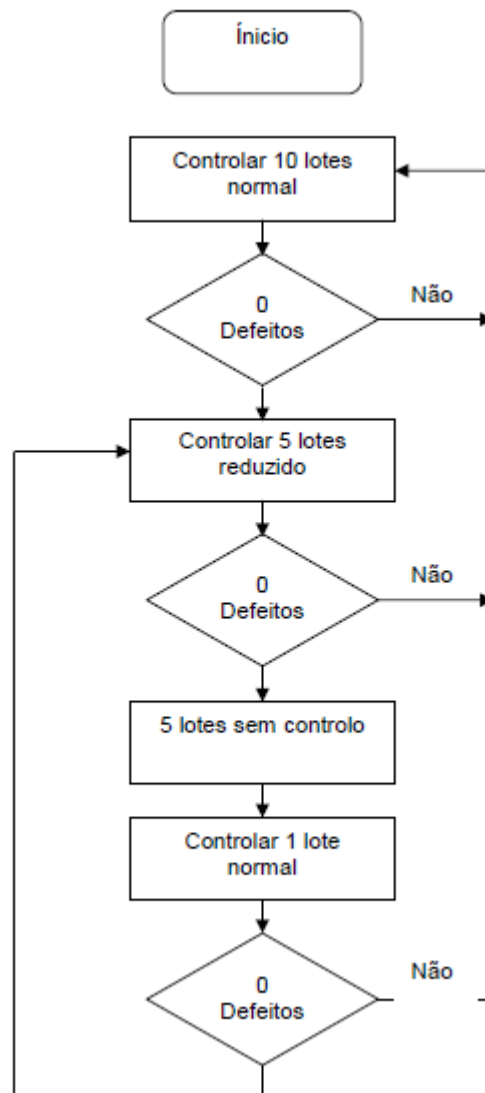 Ínicio
Controlar 10 lotes
normal
0
Defeitos
Não
Controlar 5 lotes
reduzido
0
Defeitos
Não
5 lotes sem controlo
Controlar 1 lote
normal
0
Defeitos
Não